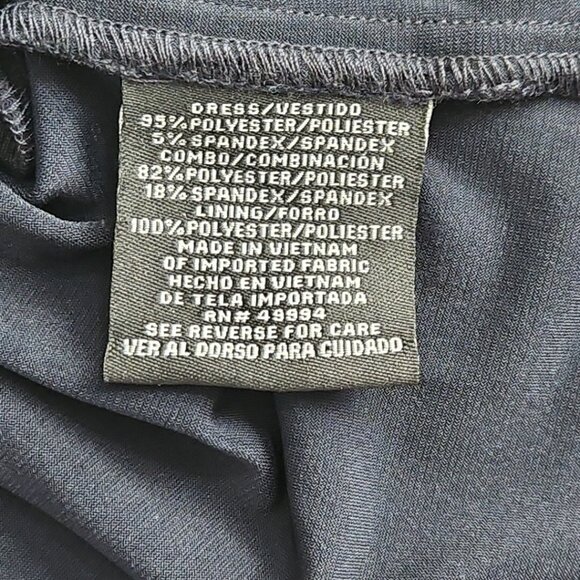 DRESS/VESTIDO
95% POLYESTER/POLIESTER
5% SPANDEX/SPANDEX
COMBO/COMBINACIÓN
82% POLYESTER/POLIESTER
18% SPANDEX/SPANDEX
LINING/FORRO
100% POLYESTER/POLIESTER
MADE IN VIETNAM
OF IMPORTED FABRIC
HECHO EN VIETNAM
DE TELA IMPORTADA
RN# 49994
SEE REVERSE FOR CARE
VER AL DORSO PARA CUIDADO